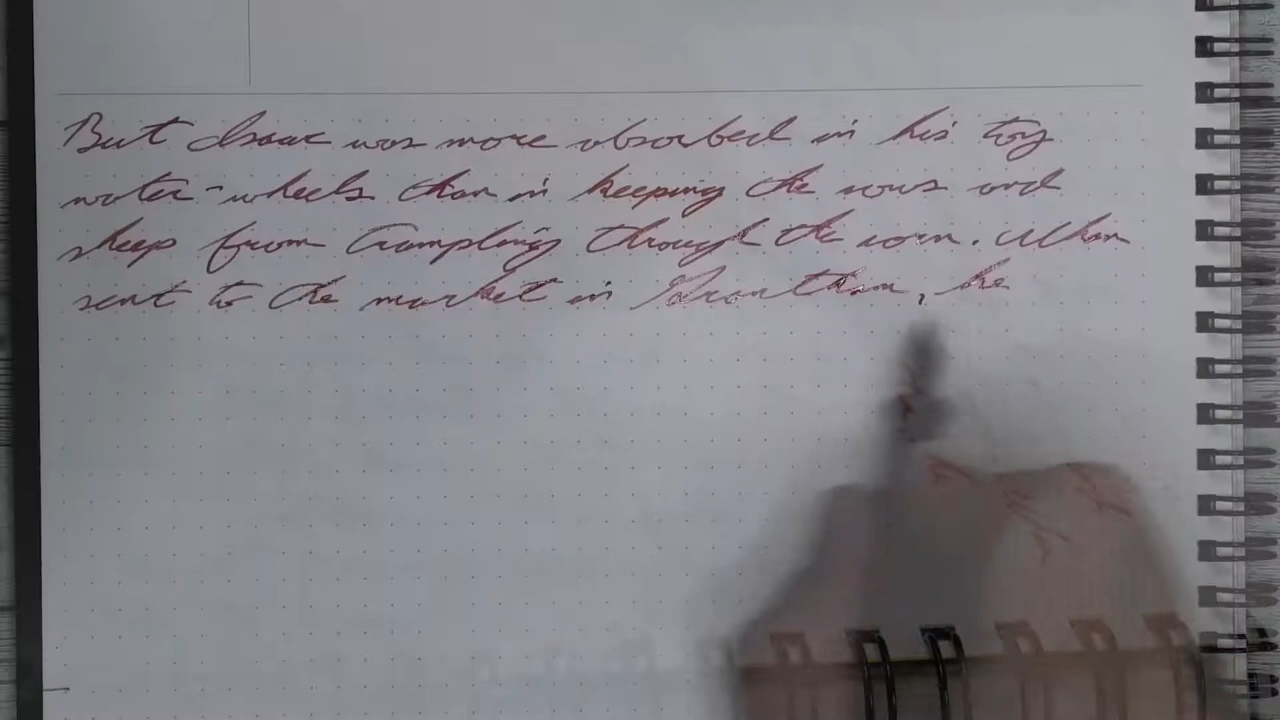 But Isaac was more absorbed in his toy
water-wheels than in keeping the cows and
sheep from trampling through the corn. When
sent to the market in Grantham, he